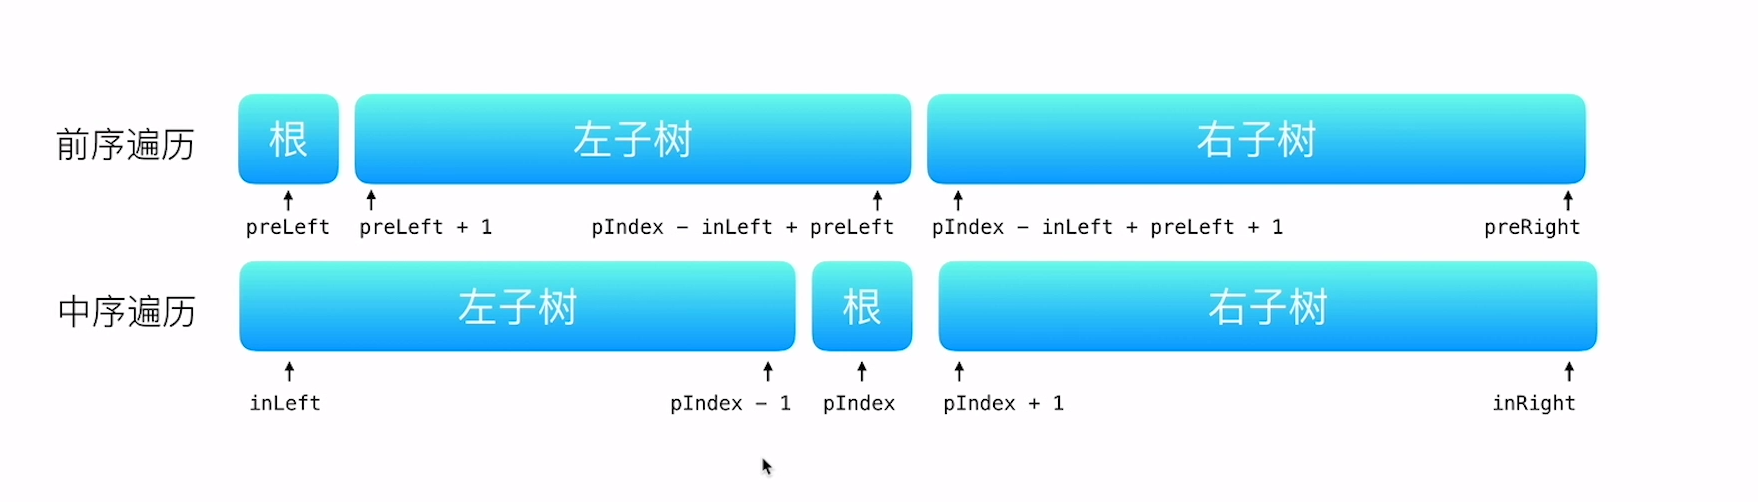 前序遍历 根 左子树 右子树
preLeft preLeft + 1 pIndex − inLeft + preLeft pIndex − inLeft + preLeft + 1 preRight
中序遍历 左子树 根 右子树
inLeft pIndex − 1 pIndex pIndex + 1 inRight